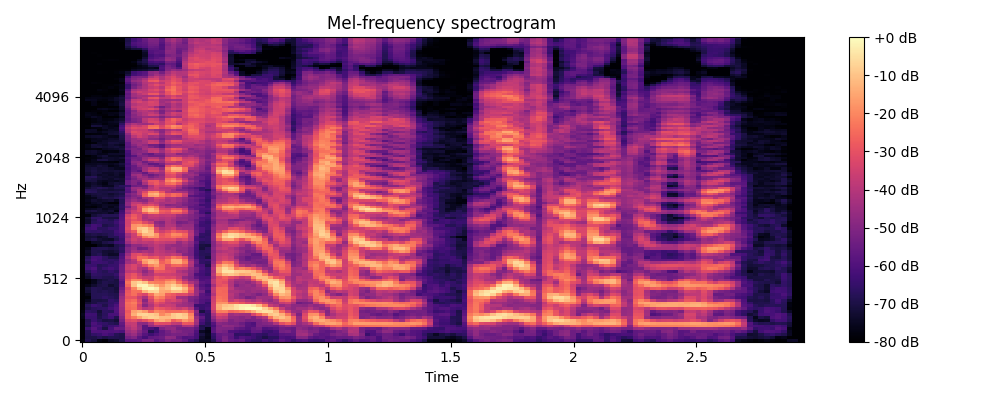 Mel-frequency spectrogram
Hz
4096
2048
1024
512
0
0 0.5 1 1.5 2 2.5
Time
+0 dB
-10 dB
-20 dB
-30 dB
-40 dB
-50 dB
-60 dB
-70 dB
-80 dB